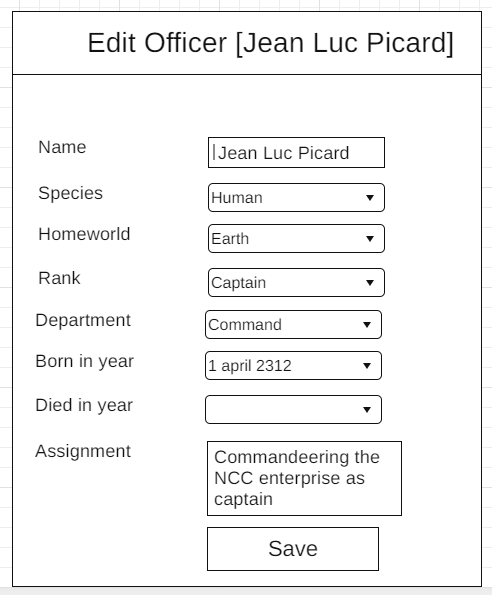 Edit Officer [Jean Luc Picard]
Name
Jean Luc Picard
Species
Human
Homeworld
Earth
Rank
Captain
Department
Command
Born in year
1 april 2312
Died in year
Assignment
Commandeering the
NCC enterprise as
captain
Save